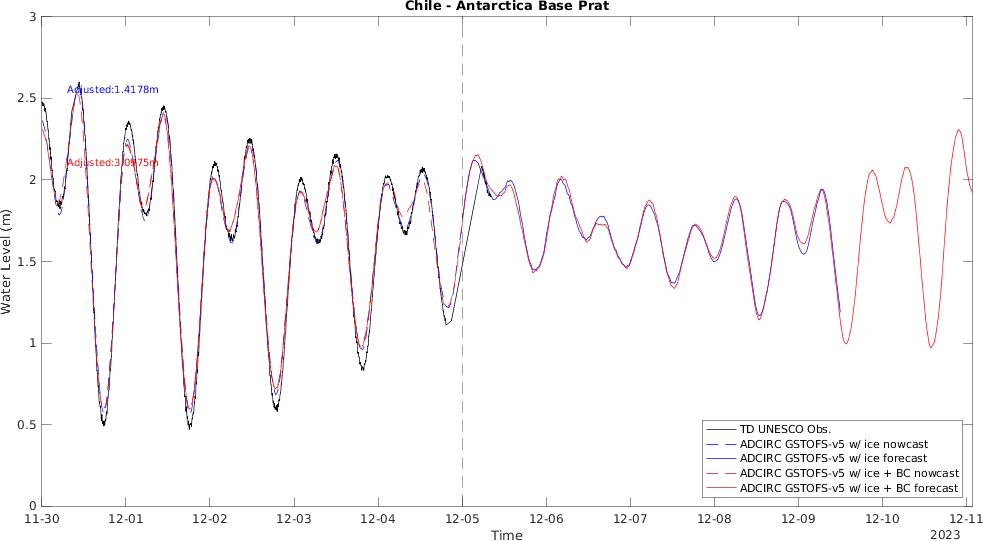 Chile - Antarctica Base Prat
3
2.5
2
1.5
1
0.5
0
Water Level (m)
Adjusted:1.4178m
Adjusted:3.0975m
TD UNESCO Obs.
ADCIRC GSTOFS-v5 w/ ice nowcast
ADCIRC GSTOFS-v5 w/ ice forecast
ADCIRC GSTOFS-v5 w/ ice + BC nowcast
ADCIRC GSTOFS-v5 w/ ice + BC forecast
11-30 12-01 12-02 12-03 12-04 12-05 12-06 12-07 12-08 12-09 12-10 12-11
Time
2023